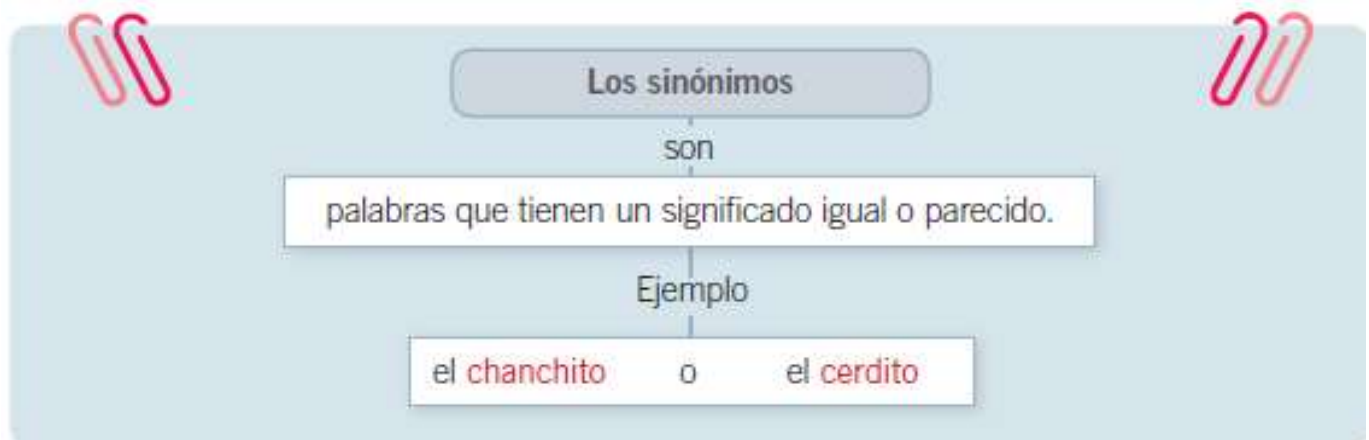 Los sinónimos
son
palabras que tienen un significado igual o parecido.
Ejemplo
el chanchito o el cerdito